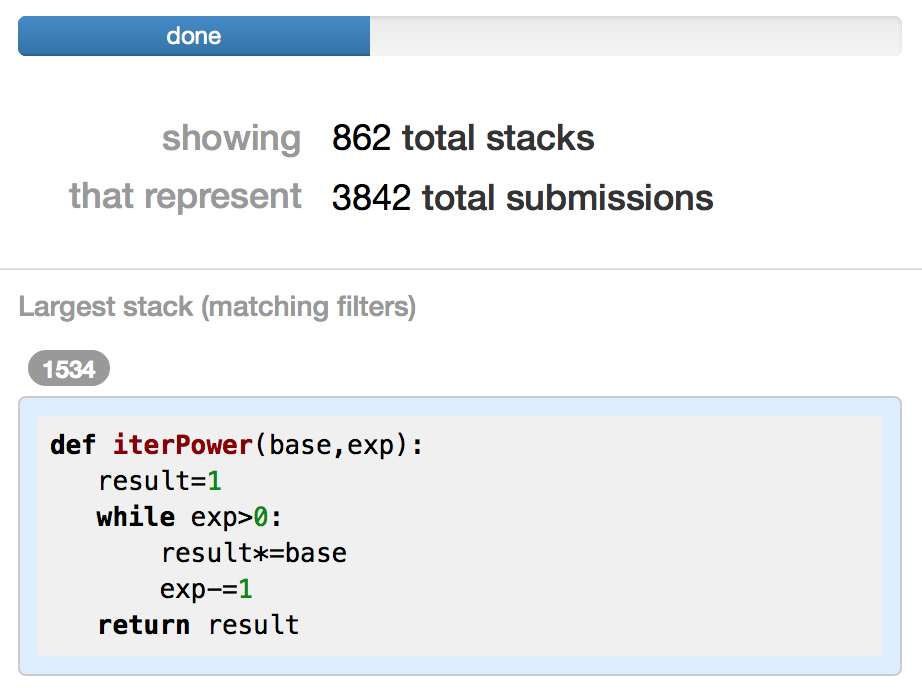 done
showing 862 total stacks
that represent 3842 total submissions
Largest stack (matching filters)
1534
def iterPower(base,exp):
   result=1
   while exp>0:
       result*=base
       exp-=1
   return result